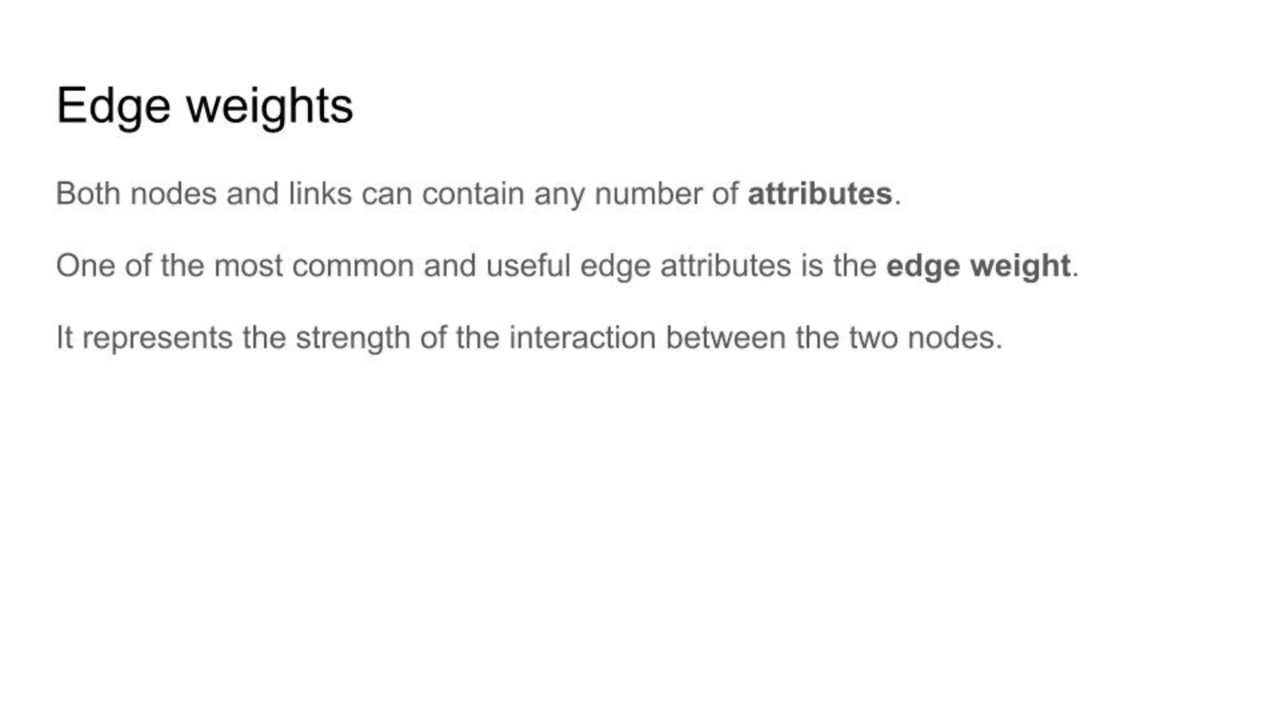 Edge weights
Both nodes and links can contain any number of attributes.
One of the most common and useful edge attributes is the edge weight.
It represents the strength of the interaction between the two nodes.